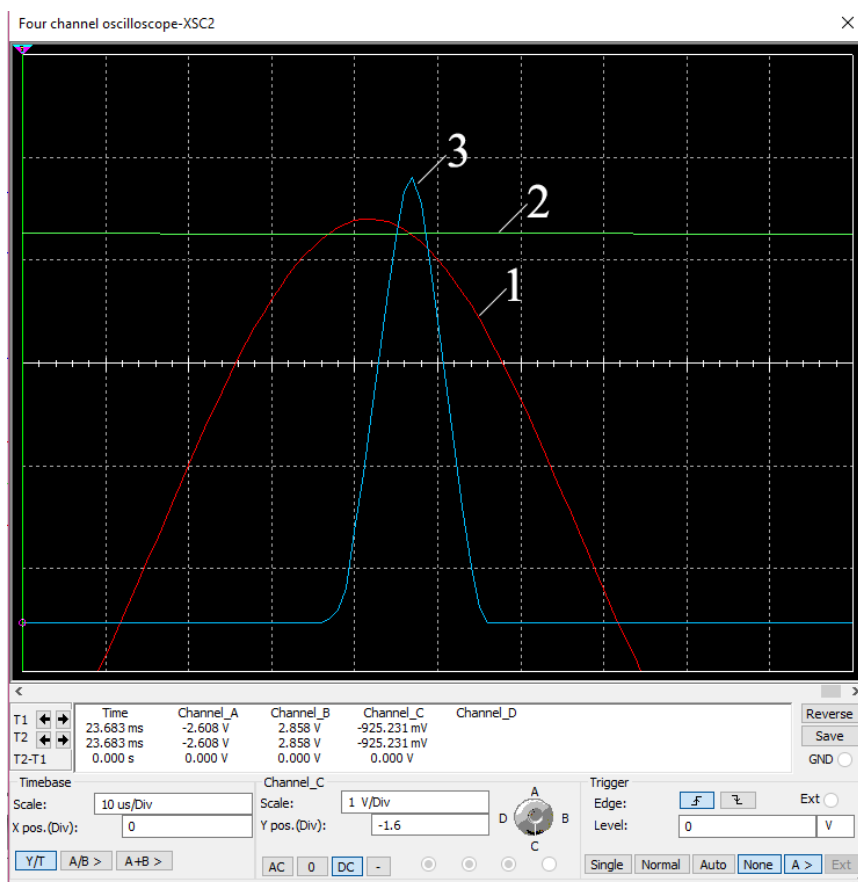 Four channel oscilloscope-XSC2
3
2
1
Time Channel_A Channel_B Channel_C Channel_D
T1 23.683 ms -2.608 V 2.858 V -925.231 mV
T2 23.683 ms -2.608 V 2.858 V -925.231 mV
T2-T1 0.000 s 0.000 V 0.000 V 0.000 V
Reverse
Save
GND
Timebase
Scale: 10 us/Div
X pos.(Div): 0
Y/T A/B > A+B >
Channel_C
Scale: 1 V/Div
Y pos.(Div): -1.6
AC 0 DC -
A
D B
C
Trigger
Edge: Ext
Level: 0 V
Single Normal Auto None A > Ext